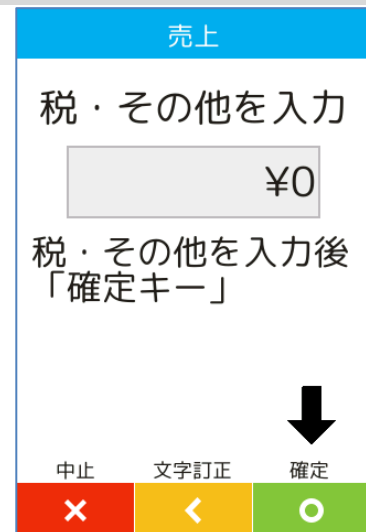 売上
税・その他を入力
¥0
税・その他を入力後
「確定キー」
中止 文字訂正 確定